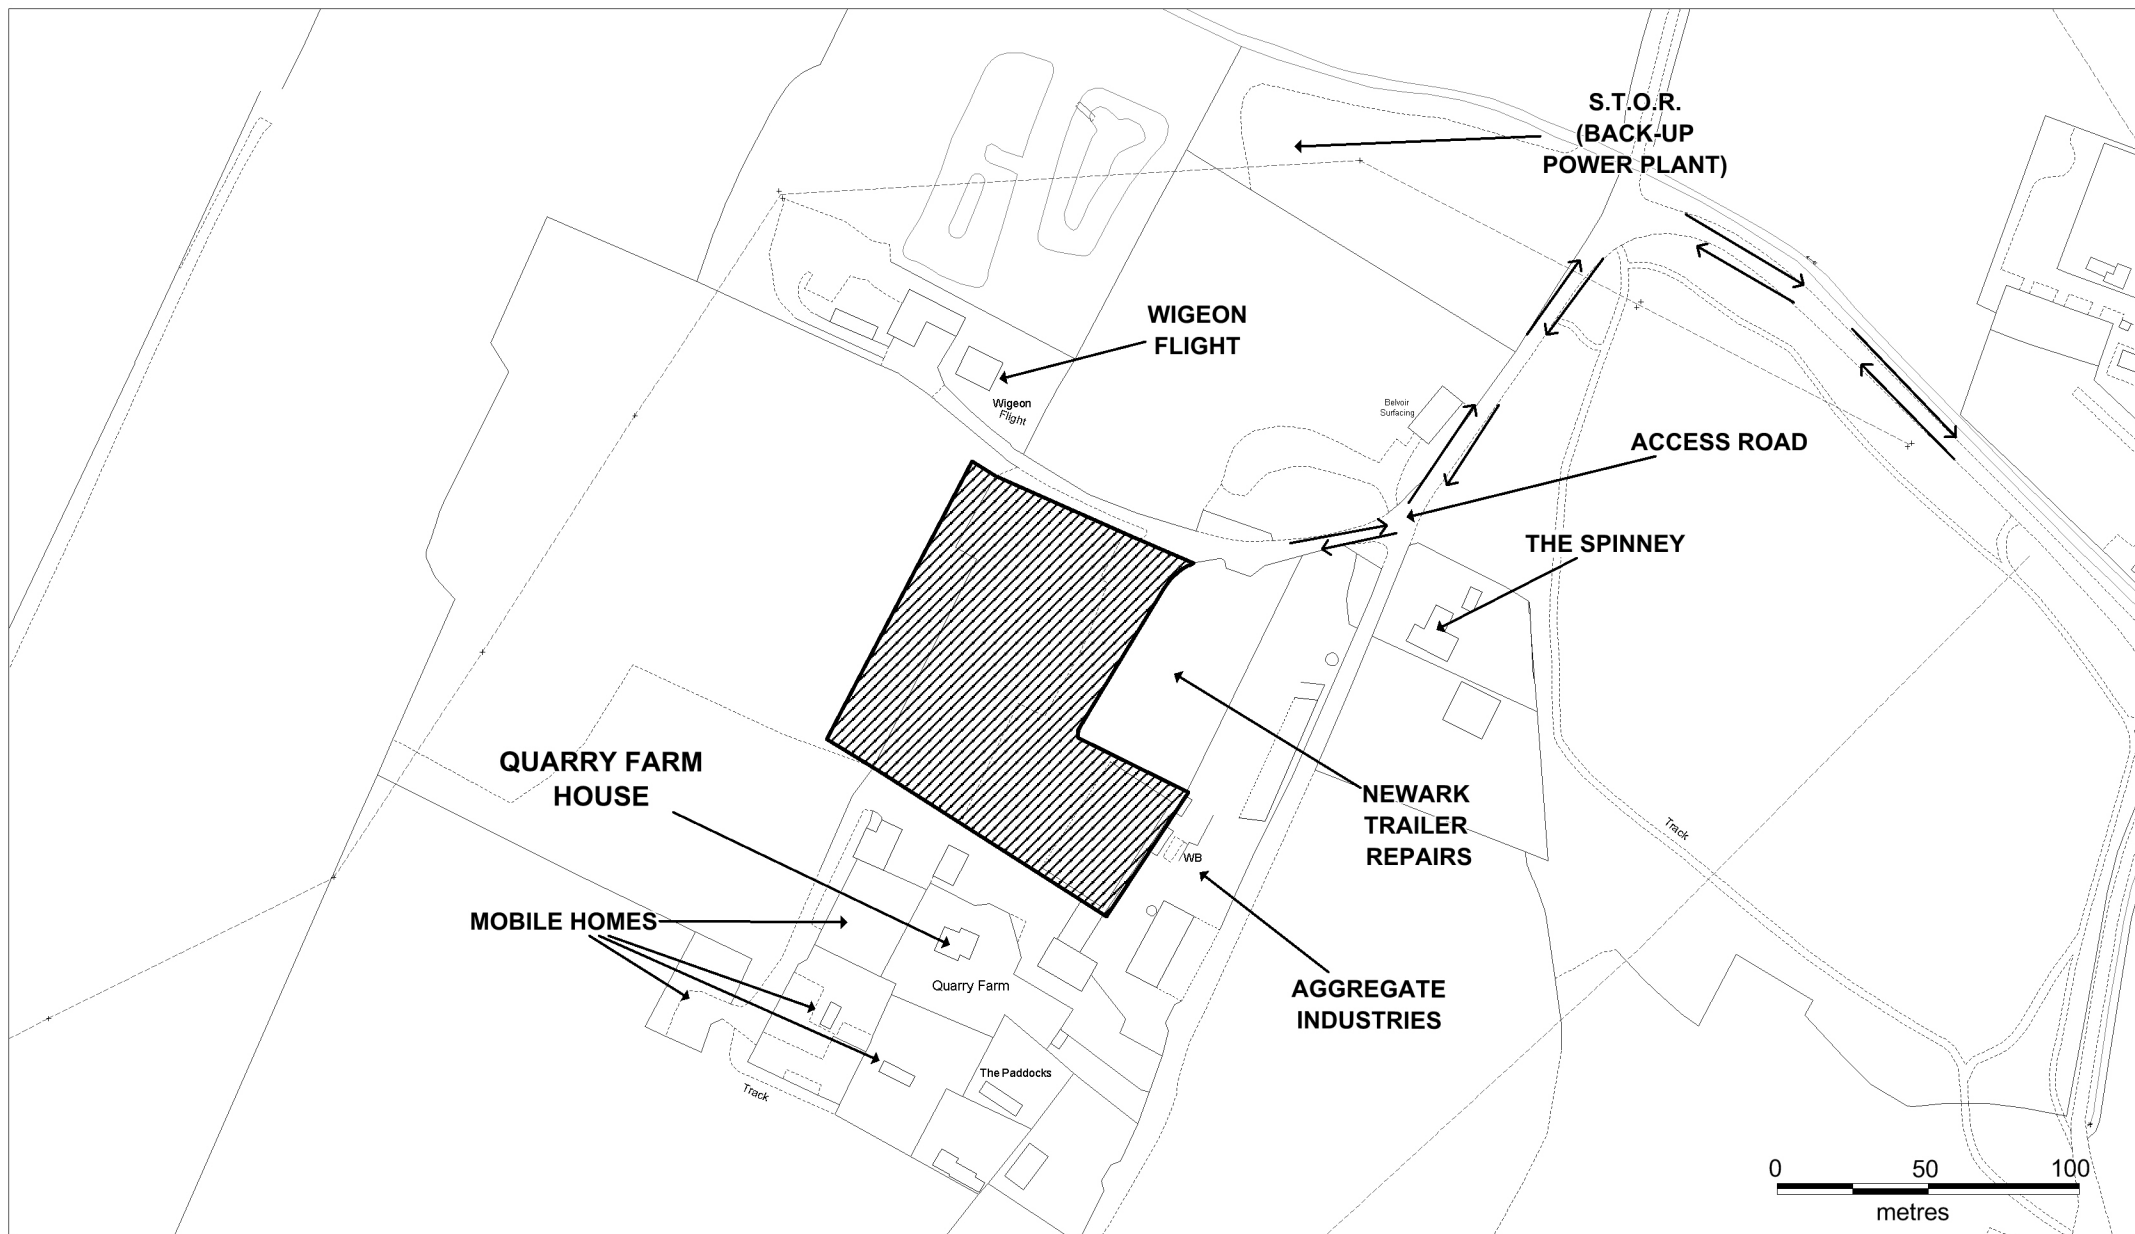 S.T.O.R.
(BACK-UP
POWER PLANT)
WIGEON
FLIGHT
Wigeon
Flight
Belvoir
Surfacing
ACCESS ROAD
THE SPINNEY
QUARRY FARM
HOUSE
NEWARK
TRAILER
REPAIRS
Track
WB
MOBILE HOMES
AGGREGATE
INDUSTRIES
Quarry Farm
The Paddocks
Track
0 50 100
metres